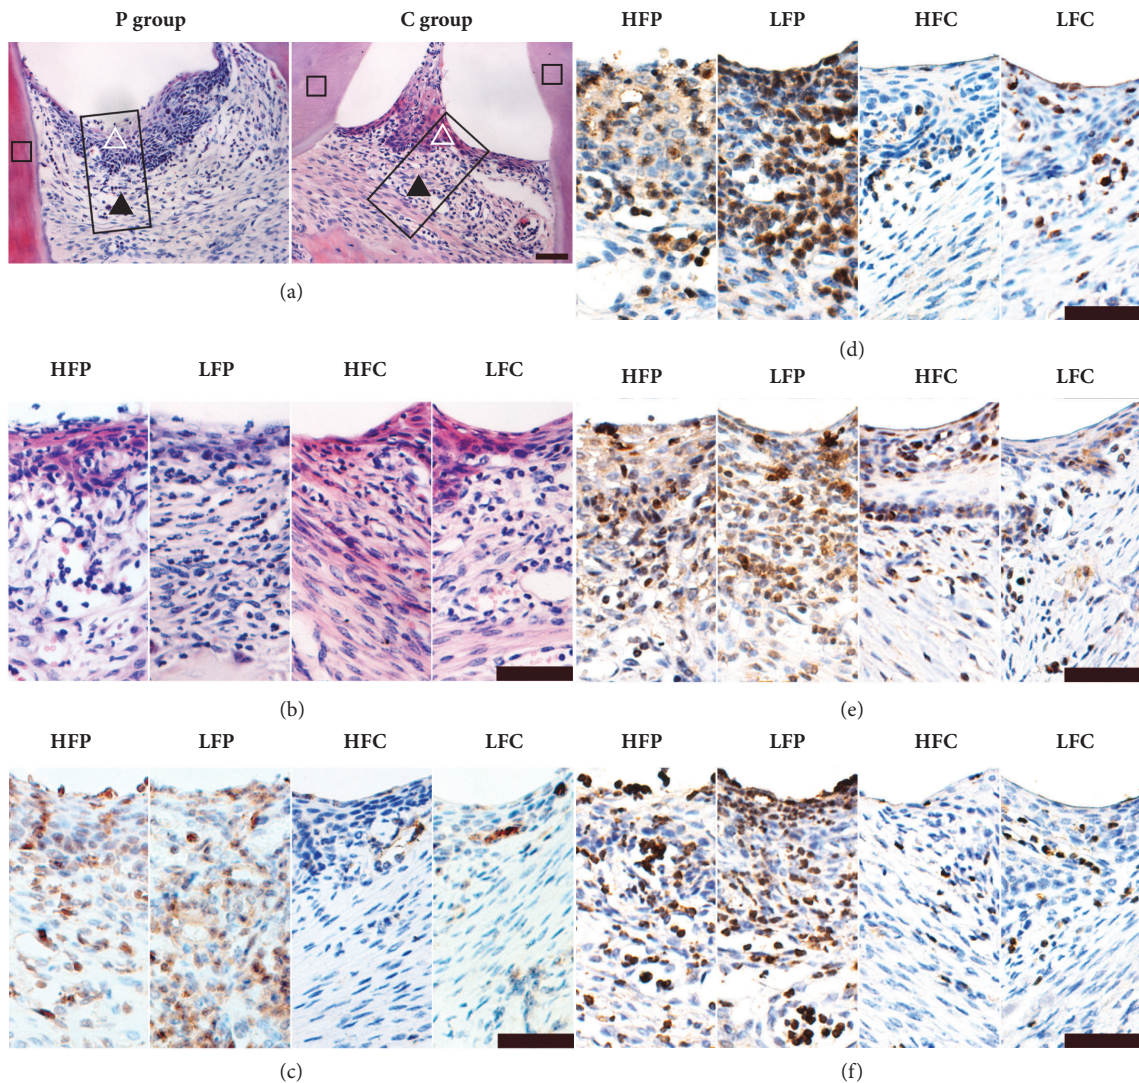 P group
C group
(a)
HFP LFP HFC LFC
(b)
HFP LFP HFC LFC
(c)
HFP LFP HFC LFC
(d)
HFP LFP HFC LFC
(e)
HFP LFP HFC LFC
(f)